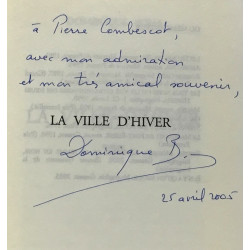 à Pierre Combescot,
avec mon admiration
et mon très amical souvenir,
LA VILLE D'HIVER
Dominique B.
25 avril 2005